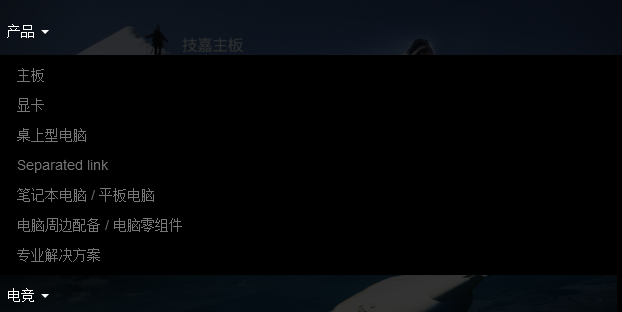 产品
技嘉主板
主板
显卡
桌上型电脑
Separated link
笔记本电脑 / 平板电脑
电脑周边配备 / 电脑零组件
专业解决方案
电竞